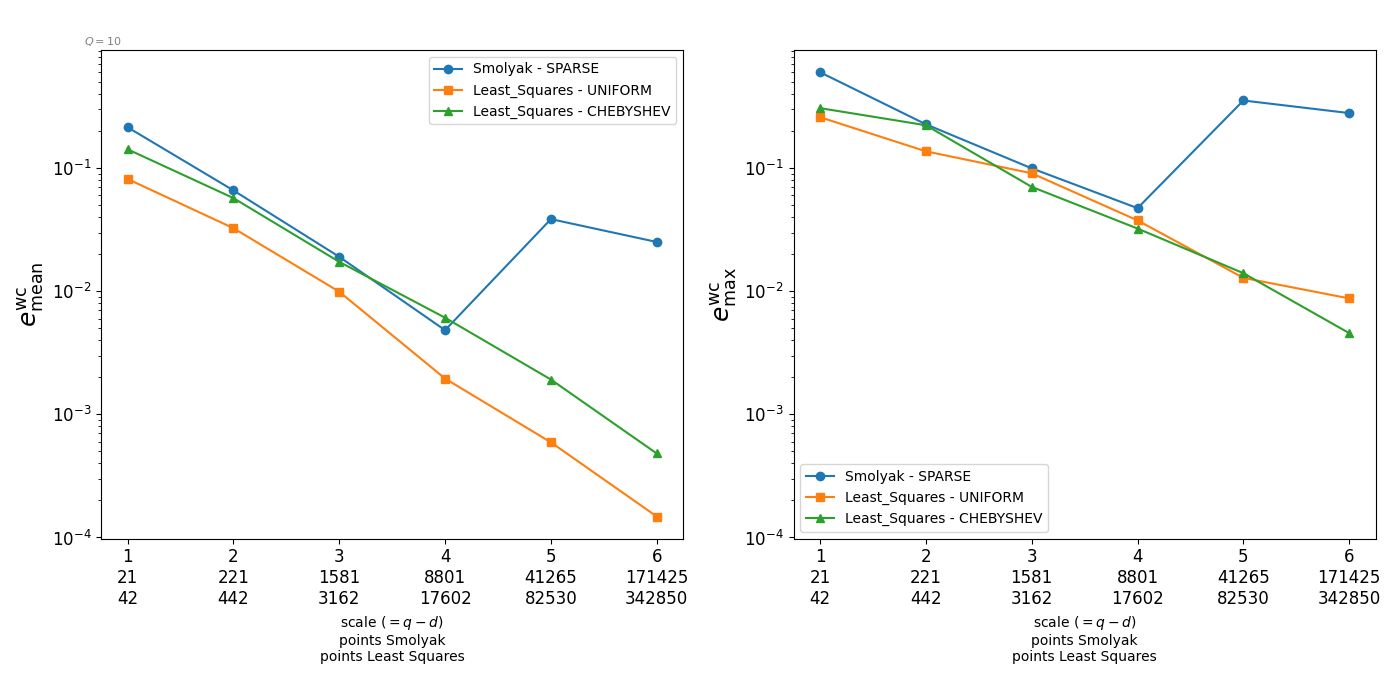 Q = 10
Smolyak - SPARSE
Least_Squares - UNIFORM
Least_Squares - CHEBYSHEV
10⁻¹
10⁻²
10⁻³
10⁻⁴
e^wc_mean
1 2 3 4 5 6
21 221 1581 8801 41265 171425
42 442 3162 17602 82530 342850
scale (= q − d)
points Smolyak
points Least Squares
10⁻¹
10⁻²
10⁻³
10⁻⁴
e^wc_max
Smolyak - SPARSE
Least_Squares - UNIFORM
Least_Squares - CHEBYSHEV
1 2 3 4 5 6
21 221 1581 8801 41265 171425
42 442 3162 17602 82530 342850
scale (= q − d)
points Smolyak
points Least Squares